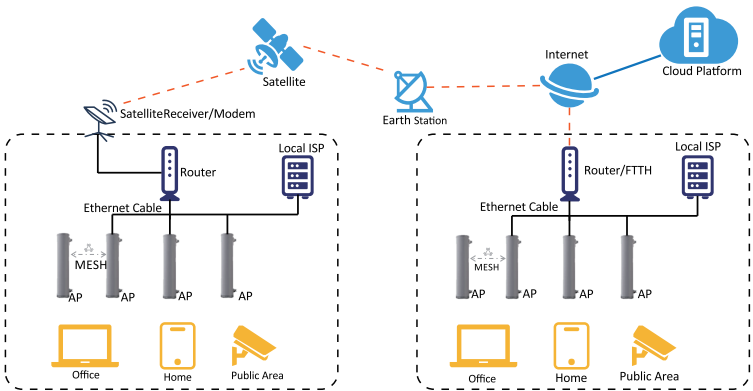 Internet
Cloud Platform
Satellite
Earth Station
SatelliteReceiver/Modem
Local ISP
Router
Ethernet Cable
MESH
AP
AP
AP
AP
Office
Home
Public Area
Local ISP
Router/FTTH
Ethernet Cable
MESH
AP
AP
AP
AP
Office
Home
Public Area